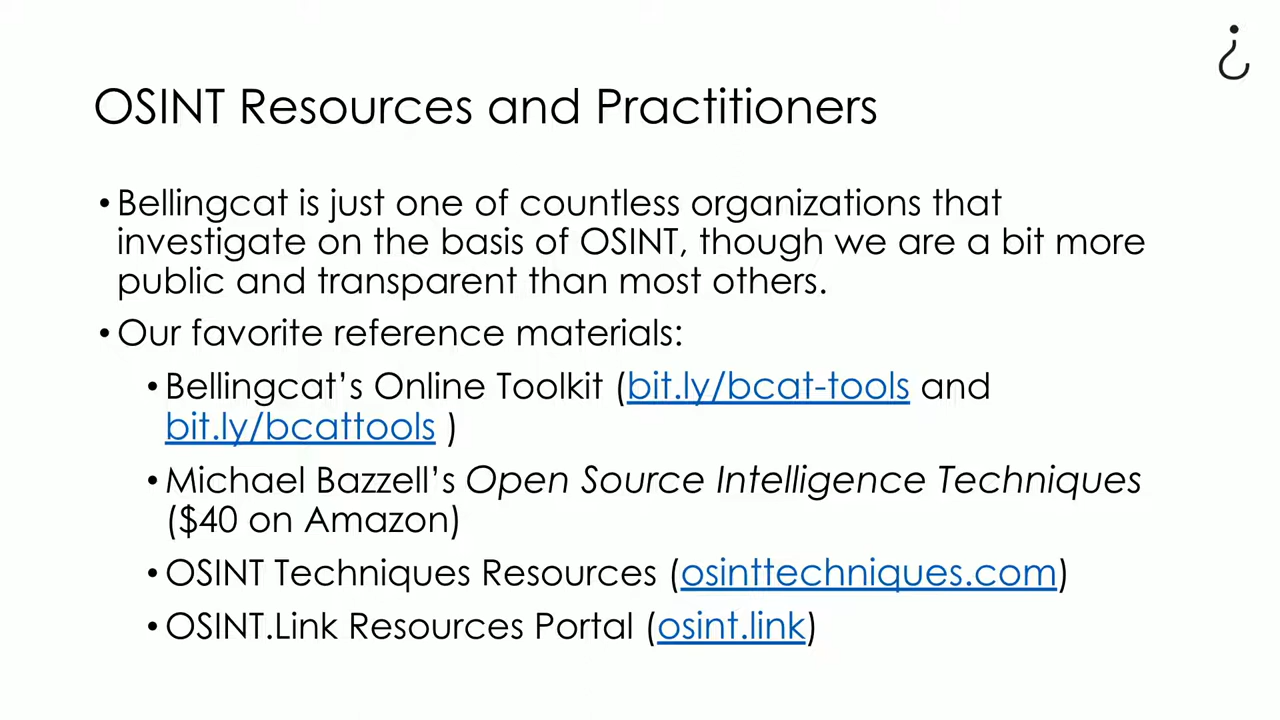 OSINT Resources and Practitioners
• Bellingcat is just one of countless organizations that
investigate on the basis of OSINT, though we are a bit more
public and transparent than most others.
• Our favorite reference materials:
• Bellingcat’s Online Toolkit (bit.ly/bcat-tools and
bit.ly/bcattools )
• Michael Bazzell’s Open Source Intelligence Techniques
($40 on Amazon)
• OSINT Techniques Resources (osinttechniques.com)
• OSINT.Link Resources Portal (osint.link)